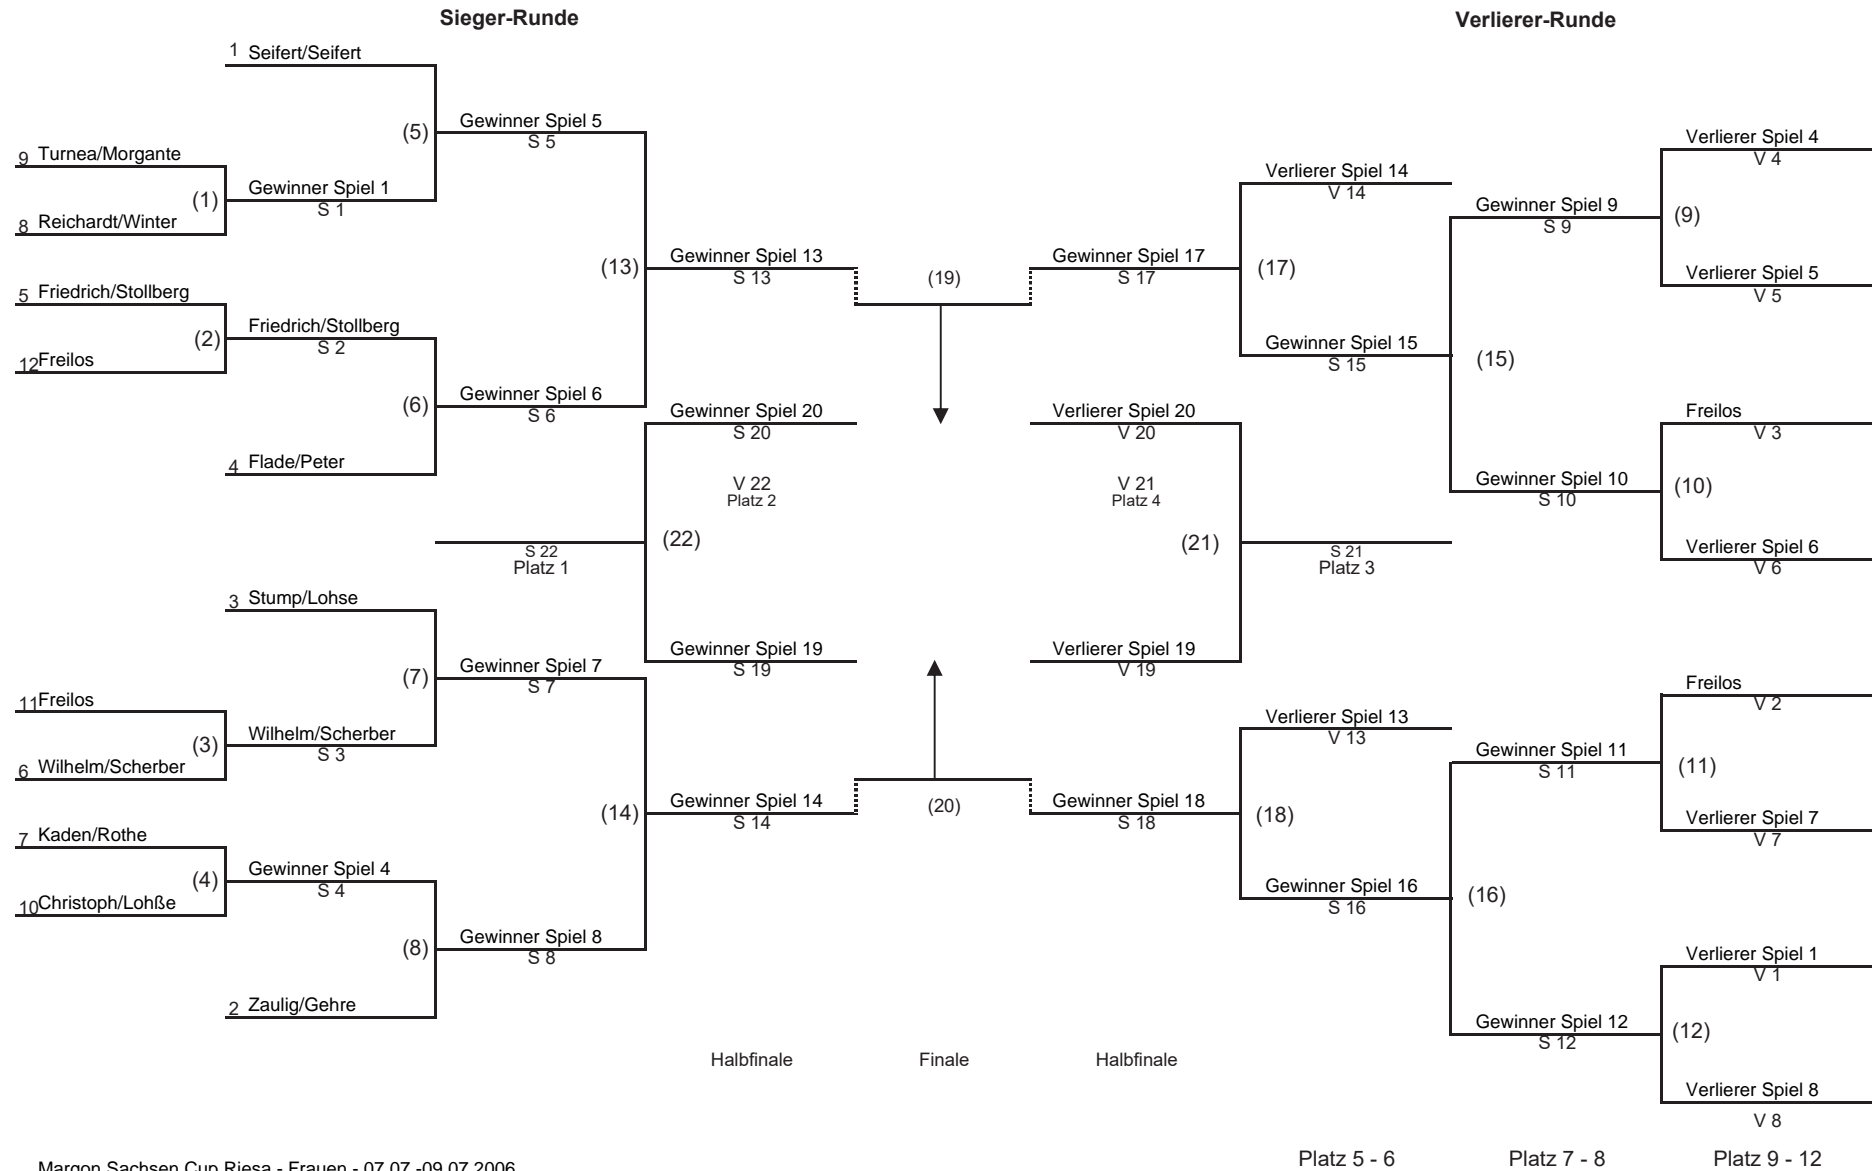 Sieger-Runde
Verlierer-Runde
1 Seifert/Seifert
(5)
Gewinner Spiel 5
S 5
9 Turnea/Morgante
(1)
Gewinner Spiel 1
S 1
8 Reichardt/Winter
5 Friedrich/Stollberg
(2)
Friedrich/Stollberg
S 2
12 Freilos
(6)
Gewinner Spiel 6
S 6
4 Flade/Peter
(13)
Gewinner Spiel 13
S 13
(19)
Gewinner Spiel 17
S 17
(17)
Verlierer Spiel 14
V 14
Gewinner Spiel 15
S 15
(15)
Gewinner Spiel 9
S 9
(9)
Verlierer Spiel 4
V 4
Verlierer Spiel 5
V 5
Freilos
V 3
Gewinner Spiel 10
S 10
(10)
Verlierer Spiel 6
V 6
Gewinner Spiel 20
S 20
V 22
Platz 2
(22)
S 22
Platz 1
Gewinner Spiel 19
S 19
Verlierer Spiel 20
V 20
V 21
Platz 4
(21)
S 21
Platz 3
Verlierer Spiel 19
V 19
3 Stump/Lohse
(7)
Gewinner Spiel 7
S 7
11 Freilos
(3)
Wilhelm/Scherber
S 3
6 Wilhelm/Scherber
7 Kaden/Rothe
(4)
Gewinner Spiel 4
S 4
10 Christoph/Lohße
(8)
Gewinner Spiel 8
S 8
2 Zaulig/Gehre
(14)
Gewinner Spiel 14
S 14
(20)
Gewinner Spiel 18
S 18
(18)
Verlierer Spiel 13
V 13
Gewinner Spiel 16
S 16
(16)
Gewinner Spiel 11
S 11
(11)
Freilos
V 2
Verlierer Spiel 7
V 7
Verlierer Spiel 1
V 1
Gewinner Spiel 12
S 12
(12)
Verlierer Spiel 8
V 8
Halbfinale
Finale
Halbfinale
Platz 5 - 6
Platz 7 - 8
Platz 9 - 12
Margon Sachsen Cup Riesa - Frauen - 07.07.-09.07.2006